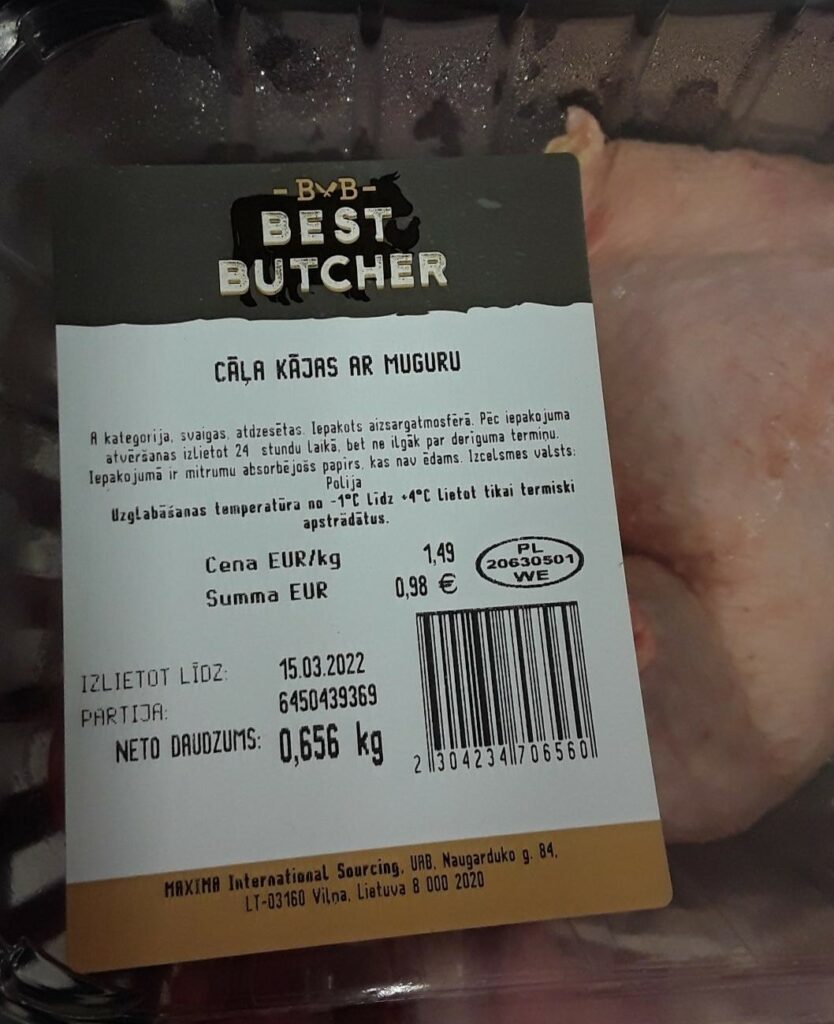 B B
BEST
BUTCHER
CĀĻA KĀJAS AR MUGURU
A kategorija, svaigas, atdzesētas. Iepakots aizsargatmosfērā. Pēc iepakojuma
atvēršanas izlietot 24 stundu laikā, bet ne ilgāk par derīguma termiņu.
Iepakojumā ir mitrumu absorbējošs papīrs, kas nav ēdams. Izcelsmes valsts:
Polija
Uzglabāšanas temperatūra no -1°C līdz +4°C Lietot tikai termiski
apstrādātus.
Cena EUR/kg 1,49
Summa EUR 0,98 €
PL
20630501
WE
IZLIETOT LĪDZ: 15.03.2022
PARTIJA: 6450439369
NETO DAUDZUMS: 0,656 kg
2 304234 706560
MAXIMA International Sourcing, UAB, Naugarduko g. 84,
LT-03160 Viļņa, Lietuva 8 000 2020